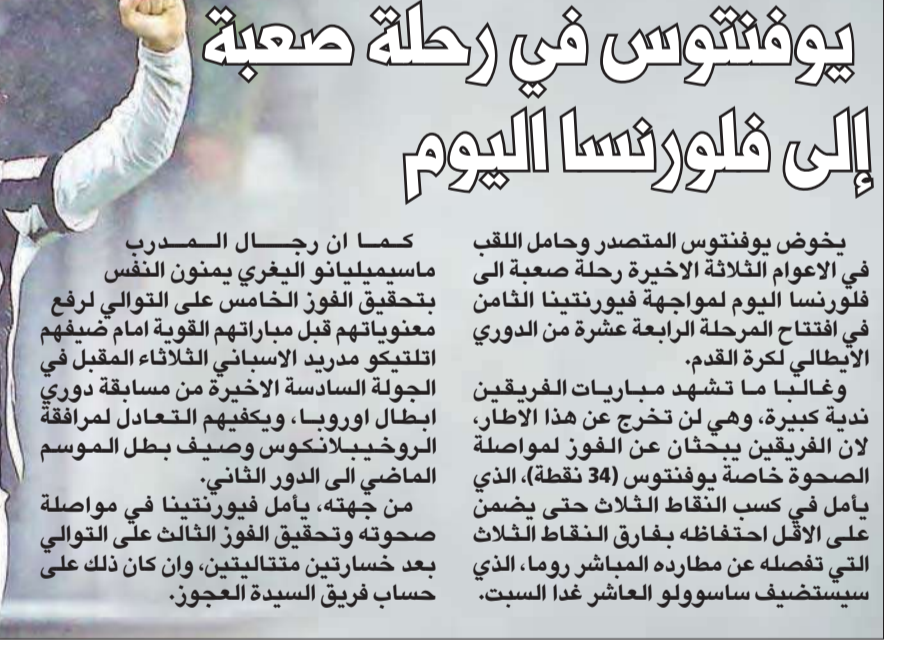 يوفنتوس في رحلة صعبة
إلى فلورنسا اليوم
يخوض يوفنتوس المتصدر وحامل اللقب
في الاعوام الثلاثة الاخيرة رحلة صعبة الى
فلورنسا اليوم لمواجهة فيورنتينا الثامن
في افتتاح المرحلة الرابعة عشرة من الدوري
الايطالي لكرة القدم.
وغالبا ما تشهد مباريات الفريقين
ندية كبيرة، وهي لن تخرج عن هذا الاطار،
لان الفريقين يبحثان عن الفوز لمواصلة
الصحوة خاصة يوفنتوس (34 نقطة)، الذي
يأمل في كسب النقاط الثلاث حتى يضمن
على الاقل احتفاظه بفارق النقاط الثلاث
التي تفصله عن مطارده المباشر روما، الذي
سيستضيف ساسوولو العاشر غدا السبت.
كما ان رجال المدرب
ماسيميليانو اليغري يمنون النفس
بتحقيق الفوز الخامس على التوالي لرفع
معنوياتهم قبل مباراتهم القوية امام ضيفهم
اتلتيكو مدريد الاسباني الثلاثاء المقبل في
الجولة السادسة الاخيرة من مسابقة دوري
ابطال اوروبا، ويكفيهم التعادل لمرافقة
الروخيبلانكوس وصيف بطل الموسم
الماضي الى الدور الثاني.
من جهته، يأمل فيورنتينا في مواصلة
صحوته وتحقيق الفوز الثالث على التوالي
بعد خسارتين متتاليتين، وان كان ذلك على
حساب فريق السيدة العجوز.